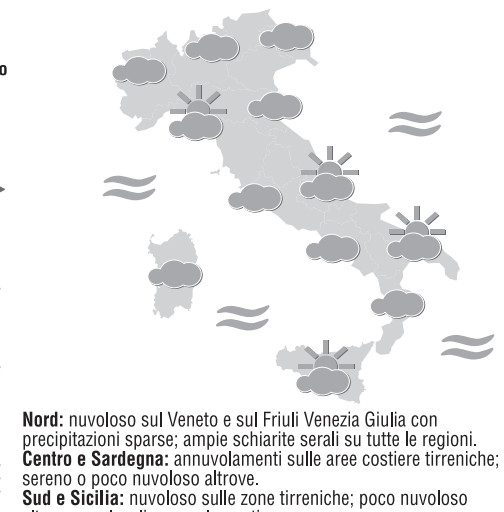 o
Nord: nuvoloso sul Veneto e sul Friuli Venezia Giulia con
precipitazioni sparse; ampie schiarite serali su tutte le regioni.
Centro e Sardegna: annuvolamenti sulle aree costiere tirreniche;
sereno o poco nuvoloso altrove.
Sud e Sicilia: nuvoloso sulle zone tirreniche; poco nuvoloso